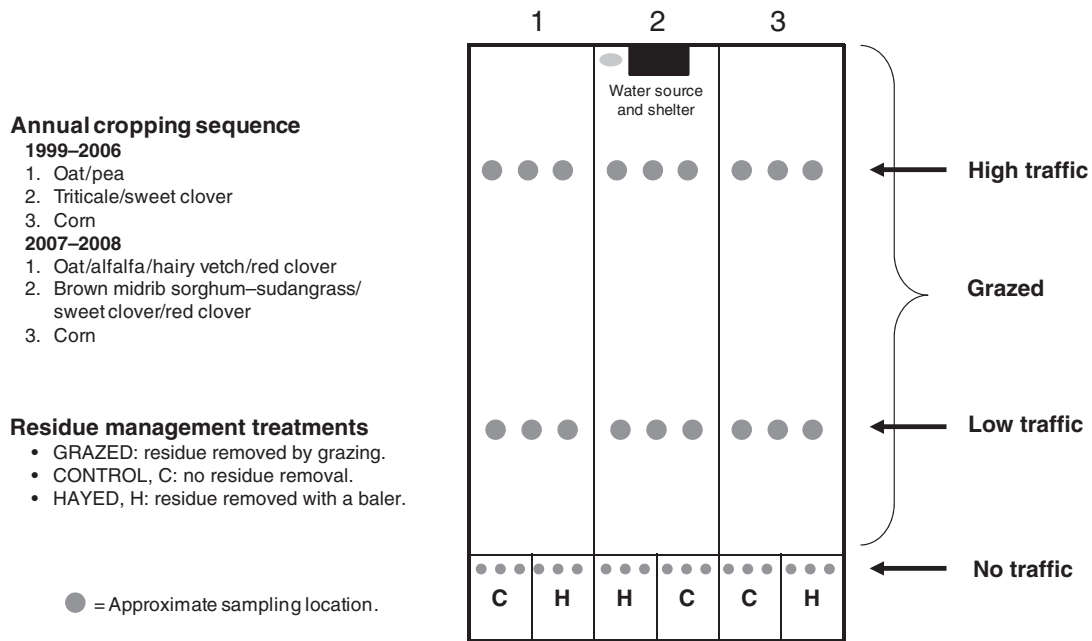 1 2 3
Water source
and shelter
Annual cropping sequence
1999–2006
1. Oat/pea
2. Triticale/sweet clover
3. Corn
2007–2008
1. Oat/alfalfa/hairy vetch/red clover
2. Brown midrib sorghum–sudangrass/
sweet clover/red clover
3. Corn
High traffic
Grazed
Low traffic
Residue management treatments
• GRAZED: residue removed by grazing.
• CONTROL, C: no residue removal.
• HAYED, H: residue removed with a baler.
No traffic
C H H C C H
= Approximate sampling location.